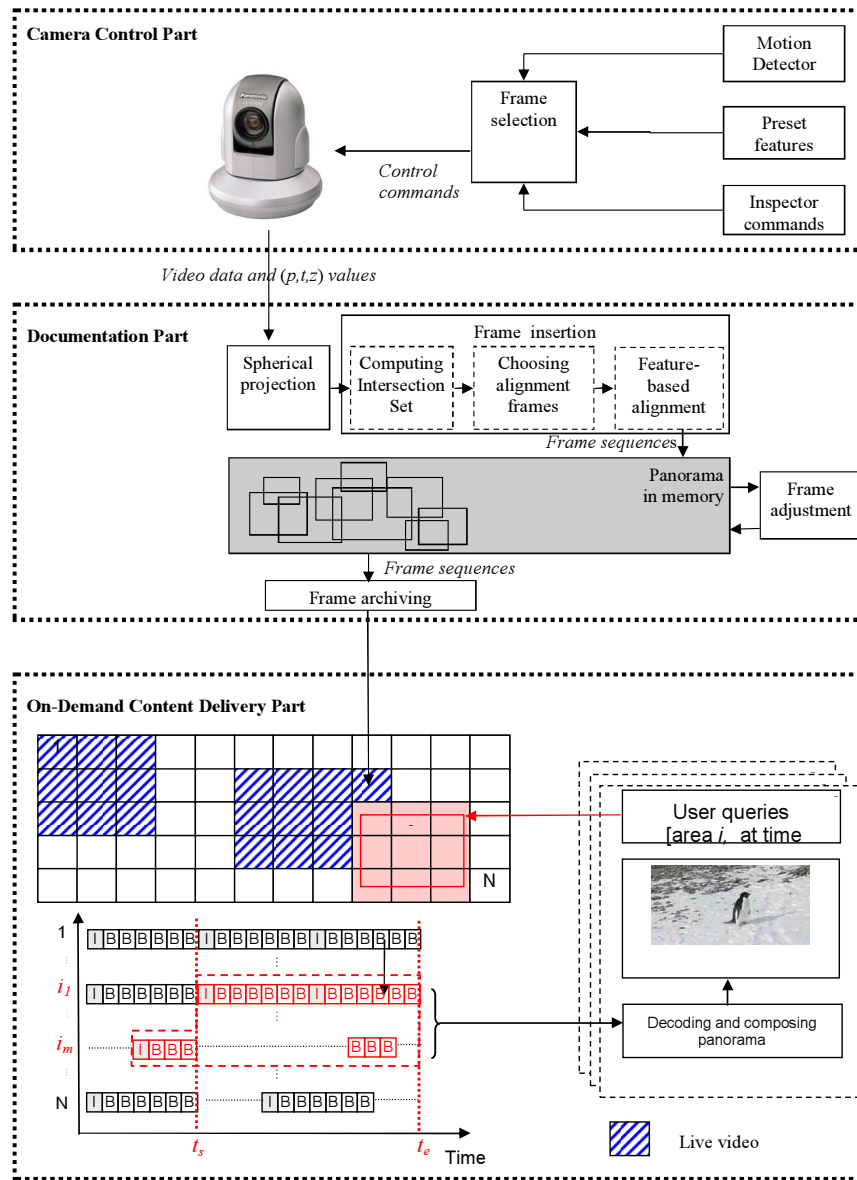 Camera Control Part
Motion
Detector
Panasonic
Frame
selection
Preset
features
Control
commands
Inspector
commands
Video data and (p,t,z) values
Documentation Part
Frame insertion
Spherical
projection
Computing
Intersection
Set
Choosing
alignment
frames
Feature-
based
alignment
Frame sequences
Panorama
in memory
Frame
adjustment
Frame sequences
Frame archiving
On-Demand Content Delivery Part
User queries
[area i, at time
N
1
I B B B B B B I B B B B B B I B B B B B B
i1
I B B B B B B I B B B B B B I B B B B B B
im
I B B B
B B B
Decoding and composing
panorama
N
I B B B B B B
I B B B B B B
ts
te
Time
Live video